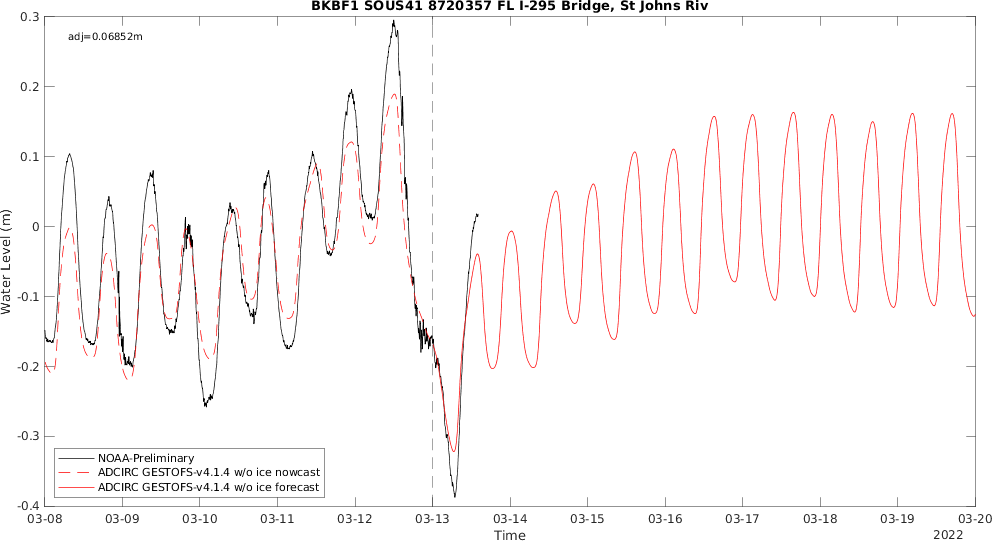 BKBF1 SOUS41 8720357 FL I-295 Bridge, St Johns Riv
adj=0.06852m
0.3
0.2
0.1
0
-0.1
-0.2
-0.3
-0.4
Water Level (m)
NOAA-Preliminary
ADCIRC GESTOFS-v4.1.4 w/o ice nowcast
ADCIRC GESTOFS-v4.1.4 w/o ice forecast
03-08 03-09 03-10 03-11 03-12 03-13 03-14 03-15 03-16 03-17 03-18 03-19 03-20
Time
2022